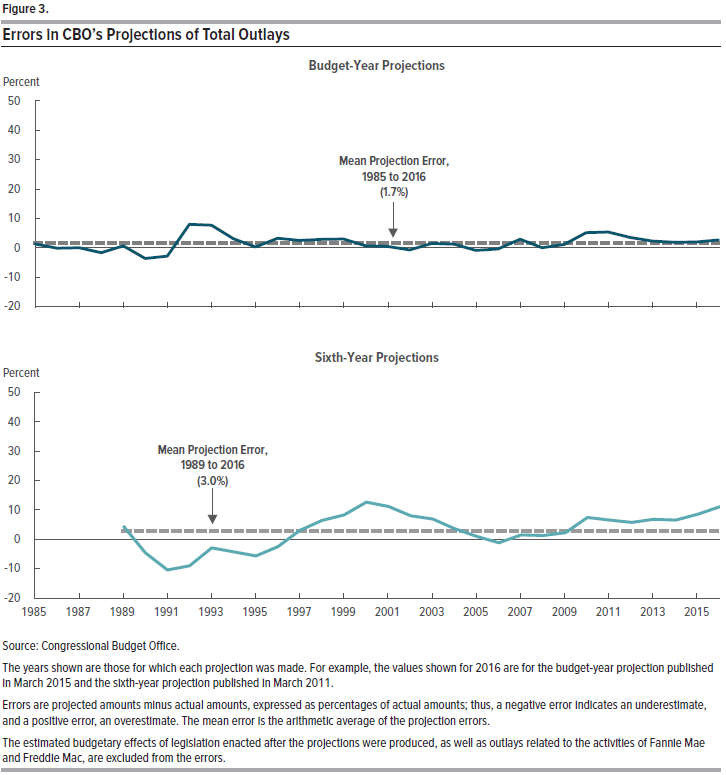 Figure 3.
Errors in CBO's Projections of Total Outlays
Budget-Year Projections
Percent
50
40
30
20
10
0
-10
-20
Mean Projection Error,
1985 to 2016
(1.7%)
Sixth-Year Projections
Percent
50
40
30
20
10
0
-10
-20
Mean Projection Error,
1989 to 2016
(3.0%)
1985 1987 1989 1991 1993 1995 1997 1999 2001 2003 2005 2007 2009 2011 2013 2015
Source: Congressional Budget Office.
The years shown are those for which each projection was made. For example, the values shown for 2016 are for the budget-year projection published
in March 2015 and the sixth-year projection published in March 2011.
Errors are projected amounts minus actual amounts, expressed as percentages of actual amounts; thus, a negative error indicates an underestimate,
and a positive error, an overestimate. The mean error is the arithmetic average of the projection errors.
The estimated budgetary effects of legislation enacted after the projections were produced, as well as outlays related to the activities of Fannie Mae
and Freddie Mac, are excluded from the errors.